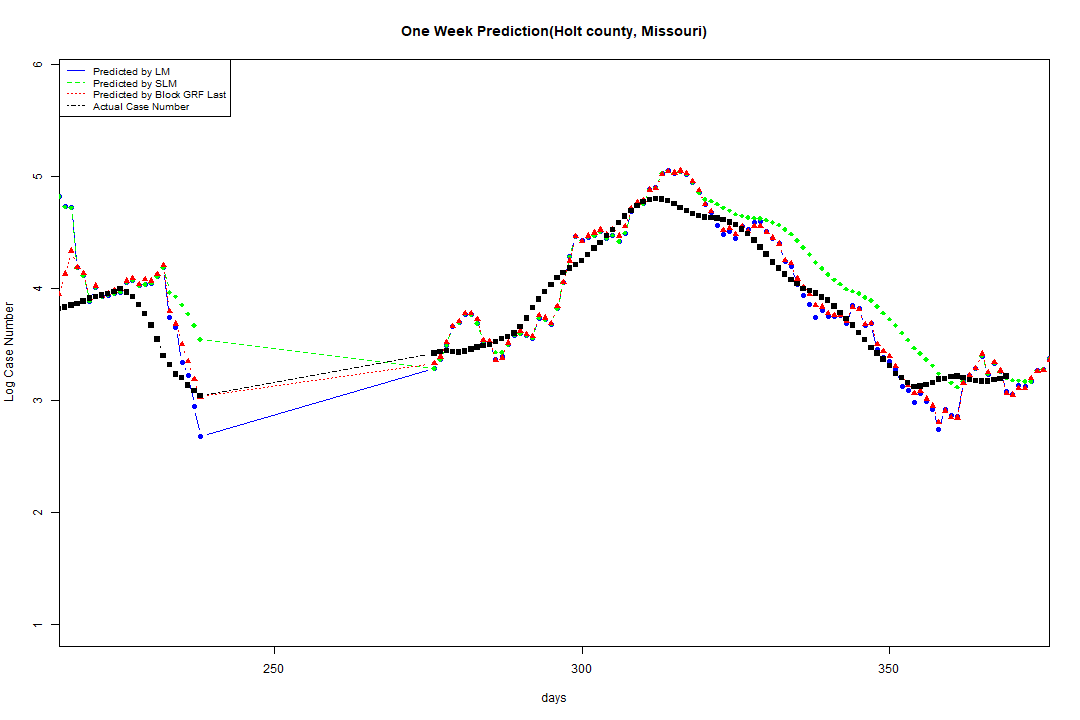 One Week Prediction(Holt county, Missouri)
Predicted by LM
Predicted by SLM
Predicted by Block GRF Last
Actual Case Number
6
5
4
3
2
1
Log Case Number
250
300
350
days